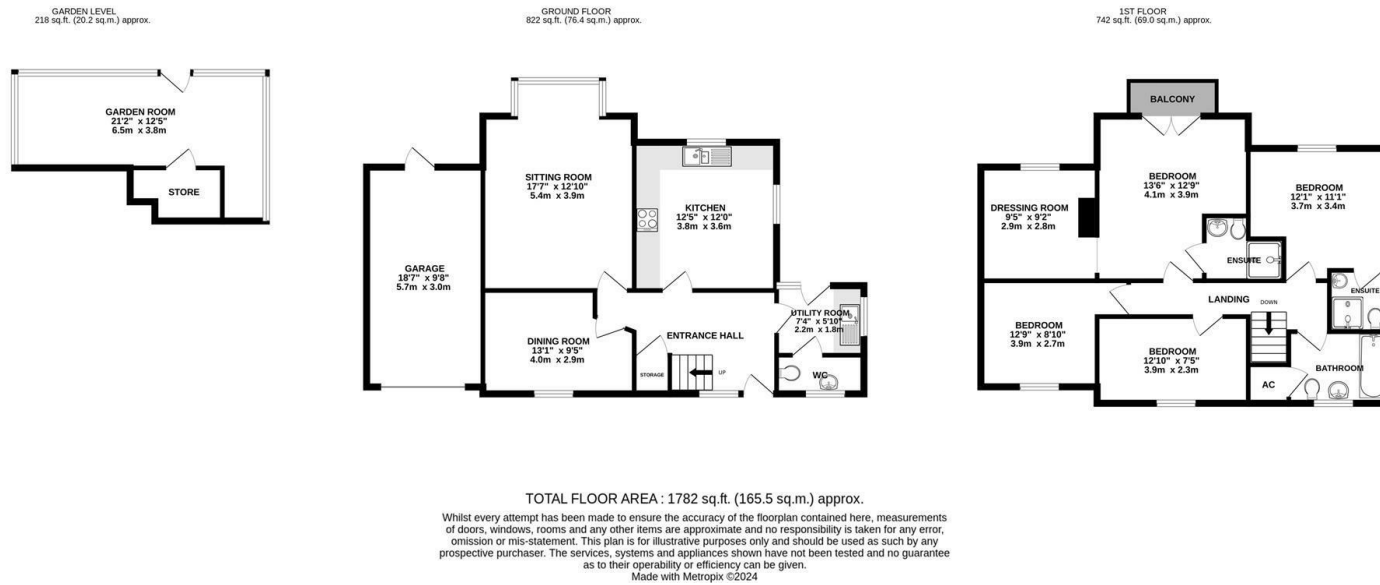 GARDEN LEVEL
218 sq.ft. (20.2 sq.m.) approx.
GARDEN ROOM
21'2" x 12'5"
6.5m x 3.8m
STORE
GROUND FLOOR
822 sq.ft. (76.4 sq.m.) approx.
SITTING ROOM
17'7" x 12'10"
5.4m x 3.9m
KITCHEN
12'5" x 12'0"
3.8m x 3.6m
GARAGE
18'7" x 9'8"
5.7m x 3.0m
UTILITY ROOM
7'4" x 5'10"
2.2m x 1.8m
ENTRANCE HALL
DINING ROOM
13'1" x 9'5"
4.0m x 2.9m
STORAGE
UP
WC
1ST FLOOR
742 sq.ft. (69.0 sq.m.) approx.
BALCONY
BEDROOM
13'6" x 12'9"
4.1m x 3.9m
BEDROOM
12'1" x 11'1"
3.7m x 3.4m
DRESSING ROOM
9'5" x 9'2"
2.9m x 2.8m
ENSUITE
ENSUITE
LANDING
DOWN
BEDROOM
12'9" x 8'10"
3.9m x 2.7m
BEDROOM
12'10" x 7'5"
3.9m x 2.3m
BATHROOM
AC
TOTAL FLOOR AREA : 1782 sq.ft. (165.5 sq.m.) approx.
Whilst every attempt has been made to ensure the accuracy of the floorplan contained here, measurements
of doors, windows, rooms and any other items are approximate and no responsibility is taken for any error,
omission or mis-statement. This plan is for illustrative purposes only and should be used as such by any
prospective purchaser. The services, systems and appliances shown have not been tested and no guarantee
as to their operability or efficiency can be given.
Made with Metropix ©2024